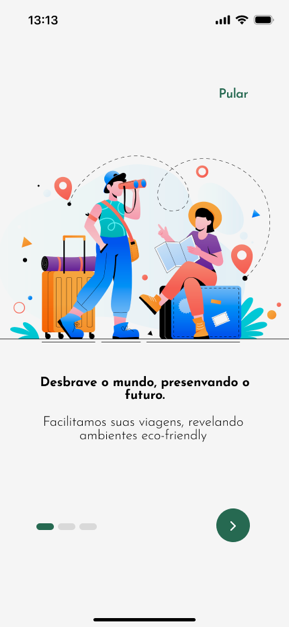 13:13
Pular
Desbrave o mundo, presenvando o
futuro.
Facilitamos suas viagens, revelando
ambientes eco-friendly